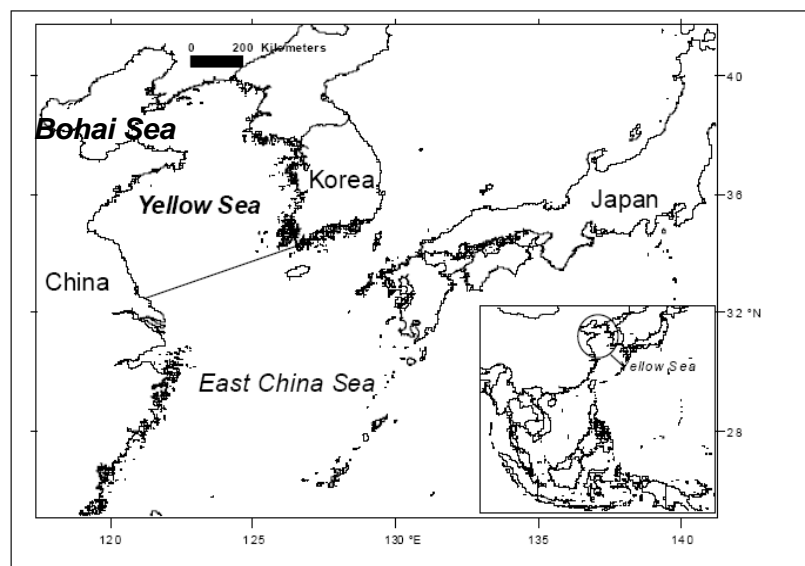 0 200 Kilometers
40
Bohai Sea
Korea
36
Yellow Sea
Japan
China
32 °N
Yellow Sea
East China Sea
28
120 125 130 °E 135 140